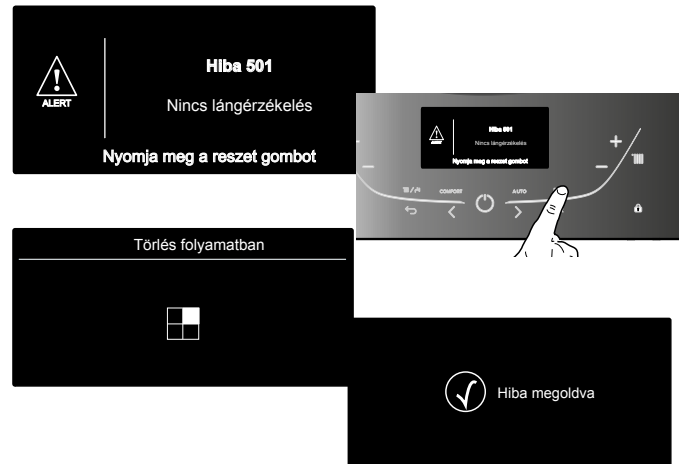 Hiba 501
ALERT
Nincs lángérzékelés
Nyomja meg a reszet gombot
Hiba 501
ALERT
Nincs lángérzékelés
Nyomja meg a reszet gombot
COMFORT
AUTO
Törlés folyamatban
Hiba megoldva